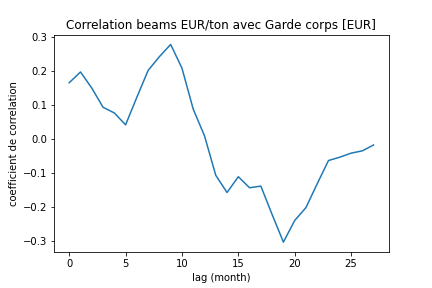 Correlation beams EUR/ton avec Garde corps [EUR]
0.3
0.2
0.1
0.0
−0.1
−0.2
−0.3
coefficient de correlation
0 5 10 15 20 25
lag (month)